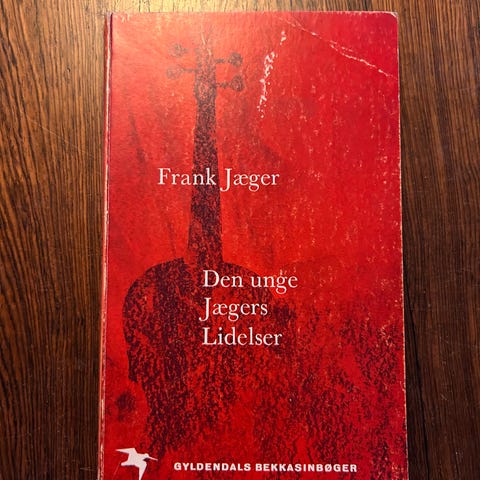 Frank Jæger
Den unge
Jægers
Lidelser
GYLDENDALS BEKKASINBØGER